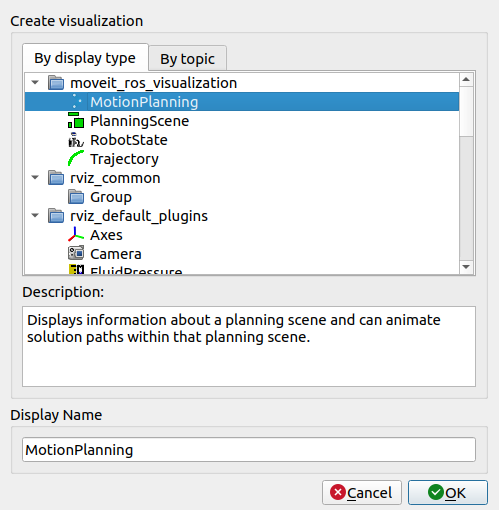 Create visualization
By display type
By topic
moveit_ros_visualization
MotionPlanning
PlanningScene
RobotState
Trajectory
rviz_common
Group
rviz_default_plugins
Axes
Camera
FluidPressure
Description:
Displays information about a planning scene and can animate
solution paths within that planning scene.
Display Name
MotionPlanning
Cancel
OK